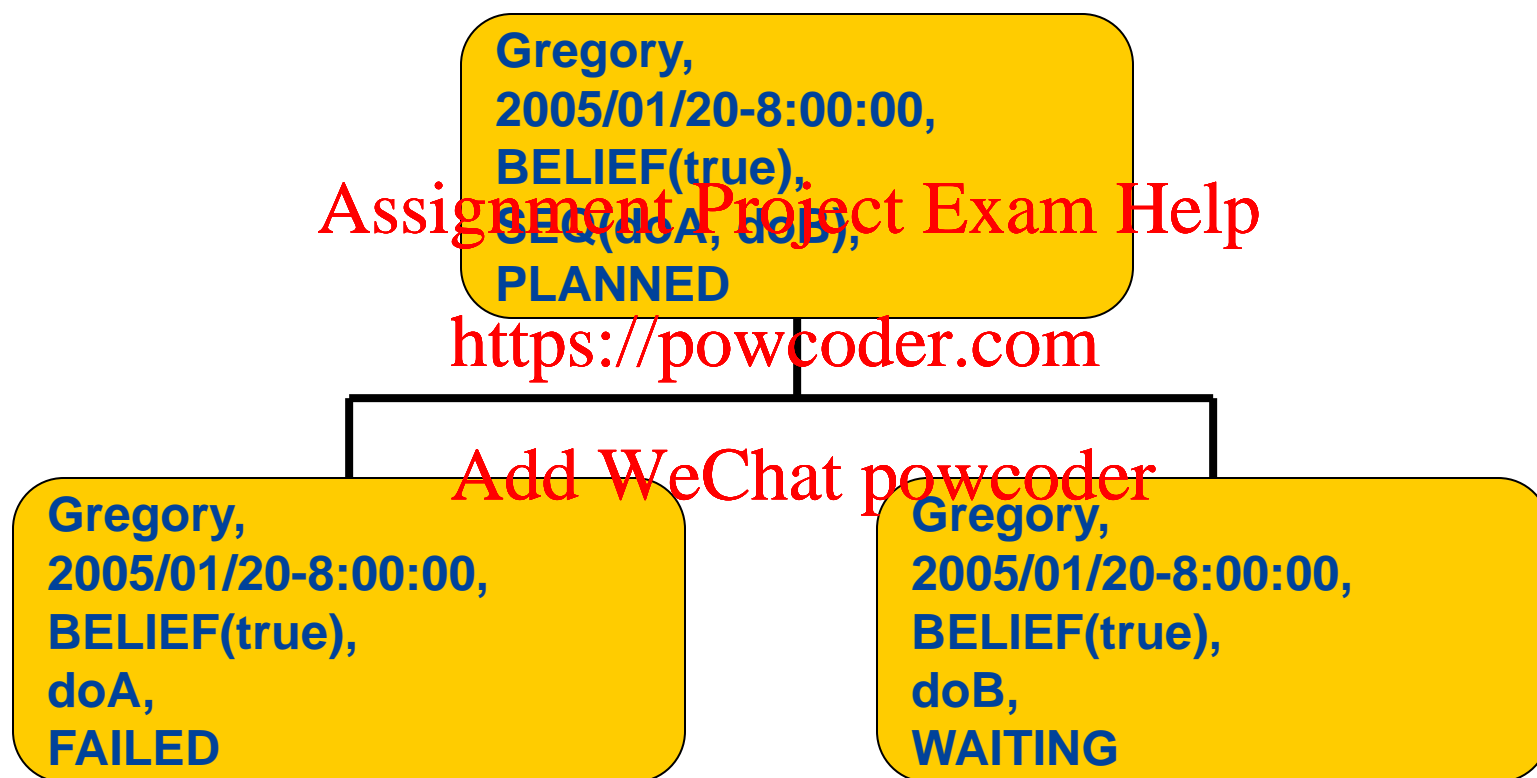 Gregory,
2005/01/20-8:00:00,
BELIEF(true),
Assignment Project Exam Help
SEQ(doA, doB),
PLANNED
https://powcoder.com
Add WeChat powcoder
Gregory,
2005/01/20-8:00:00,
BELIEF(true),
doA,
FAILED
Gregory,
2005/01/20-8:00:00,
BELIEF(true),
doB,
WAITING